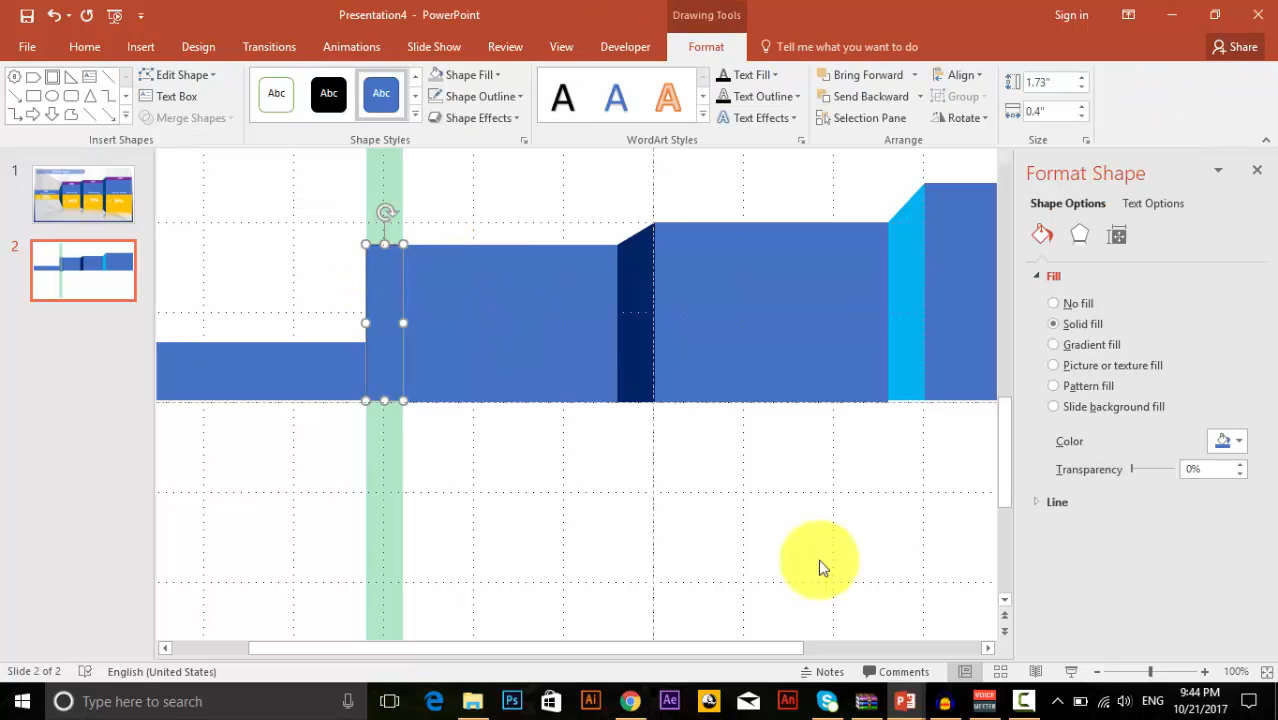 Presentation4 - PowerPoint
Drawing Tools
Sign in
File
Home
Insert
Design
Transitions
Animations
Slide Show
Review
View
Developer
Format
Tell me what you want to do
Share
Edit Shape
Text Box
Merge Shapes
Insert Shapes
Abc
Abc
Abc
Shape Fill
Shape Outline
Shape Effects
Shape Styles
A
A
A
Text Fill
Text Outline
Text Effects
WordArt Styles
Bring Forward
Send Backward
Selection Pane
Align
Group
Rotate
Arrange
1.73"
0.4"
Size
1
2
Format Shape
Shape Options
Text Options
Fill
No fill
Solid fill
Gradient fill
Picture or texture fill
Pattern fill
Slide background fill
Color
Transparency
0%
Line
Slide 2 of 2
English (United States)
Notes
Comments
100%
Type here to search
Ps
Ai
Ae
An
VOICE
MEETER
ENG
9:44 PM
10/21/2017